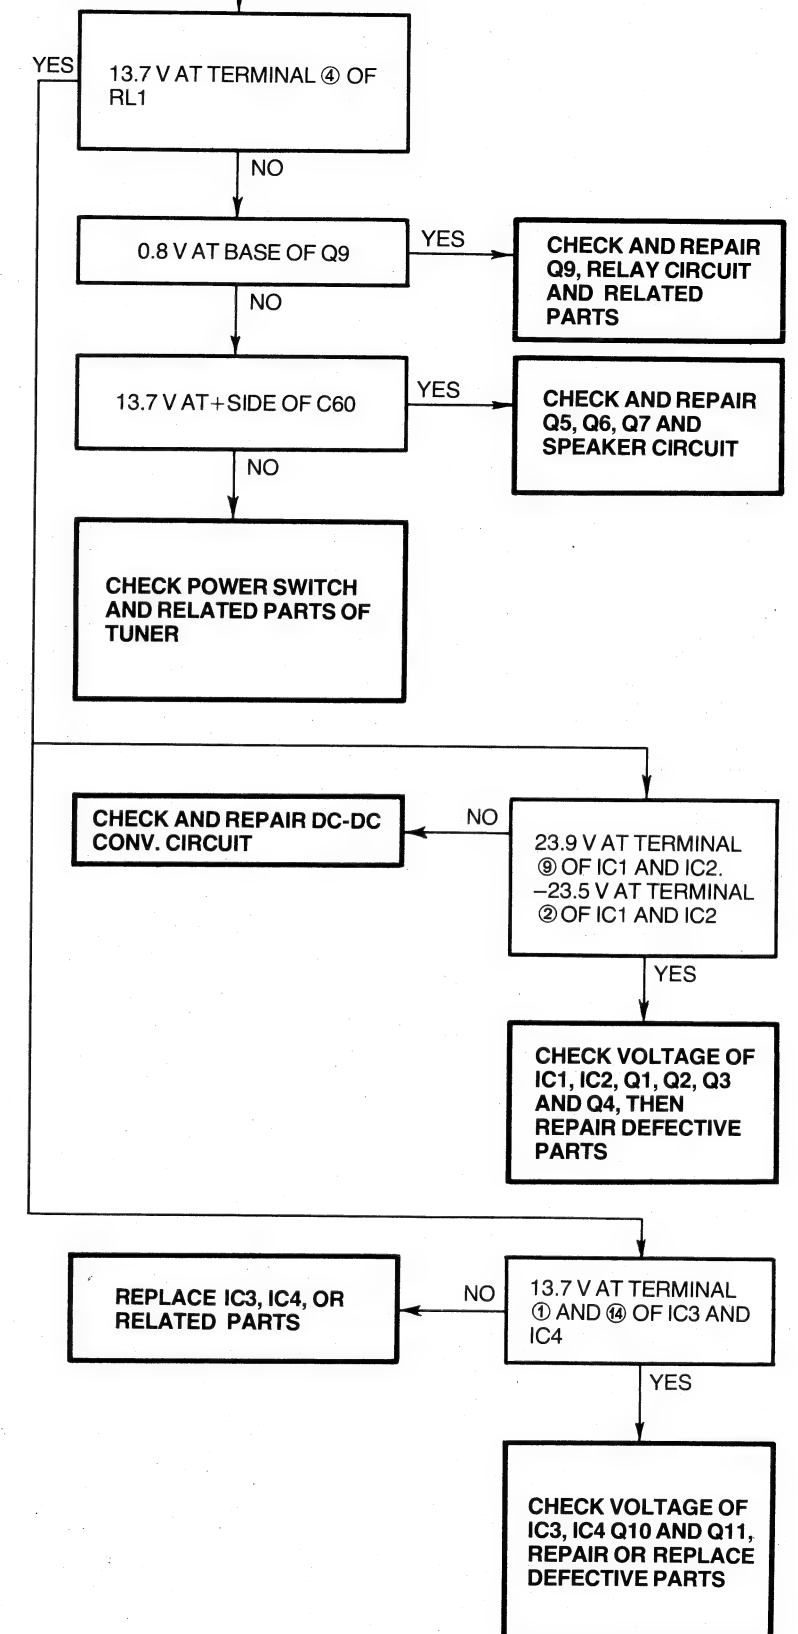 YES
13.7 V AT TERMINAL ④ OF
RL1
NO
0.8 V AT BASE OF Q9
YES
CHECK AND REPAIR
Q9, RELAY CIRCUIT
AND RELATED
PARTS
NO
13.7 V AT+SIDE OF C60
YES
CHECK AND REPAIR
Q5, Q6, Q7 AND
SPEAKER CIRCUIT
NO
CHECK POWER SWITCH
AND RELATED PARTS OF
TUNER
CHECK AND REPAIR DC-DC
CONV. CIRCUIT
NO
23.9 V AT TERMINAL
⑨ OF IC1 AND IC2.
−23.5 V AT TERMINAL
② OF IC1 AND IC2
YES
CHECK VOLTAGE OF
IC1, IC2, Q1, Q2, Q3
AND Q4, THEN
REPAIR DEFECTIVE
PARTS
REPLACE IC3, IC4, OR
RELATED PARTS
NO
13.7 V AT TERMINAL
① AND ⑭ OF IC3 AND
IC4
YES
CHECK VOLTAGE OF
IC3, IC4 Q10 AND Q11,
REPAIR OR REPLACE
DEFECTIVE PARTS